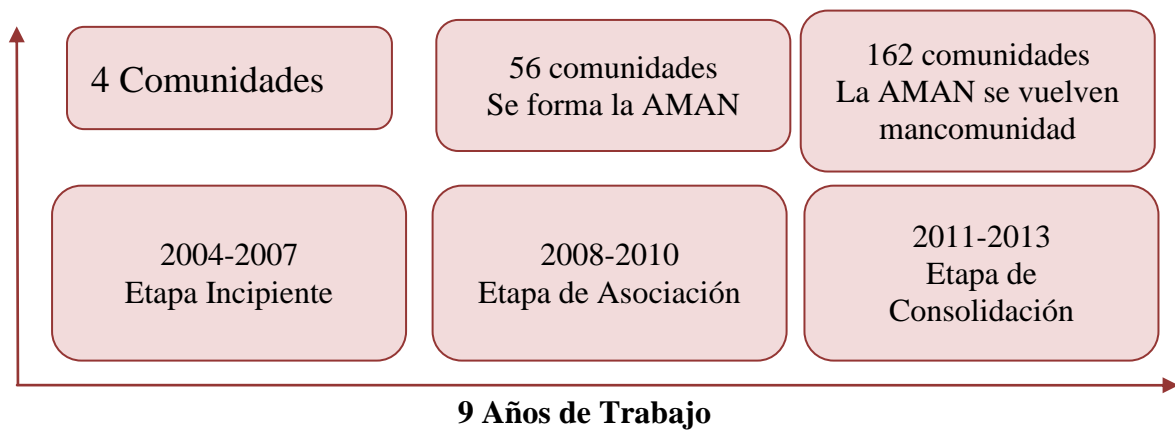 4 Comunidades
56 comunidades
Se forma la AMAN
162 comunidades
La AMAN se vuelven
mancomunidad
2004-2007
Etapa Incipiente
2008-2010
Etapa de Asociación
2011-2013
Etapa de
Consolidación
9 Años de Trabajo